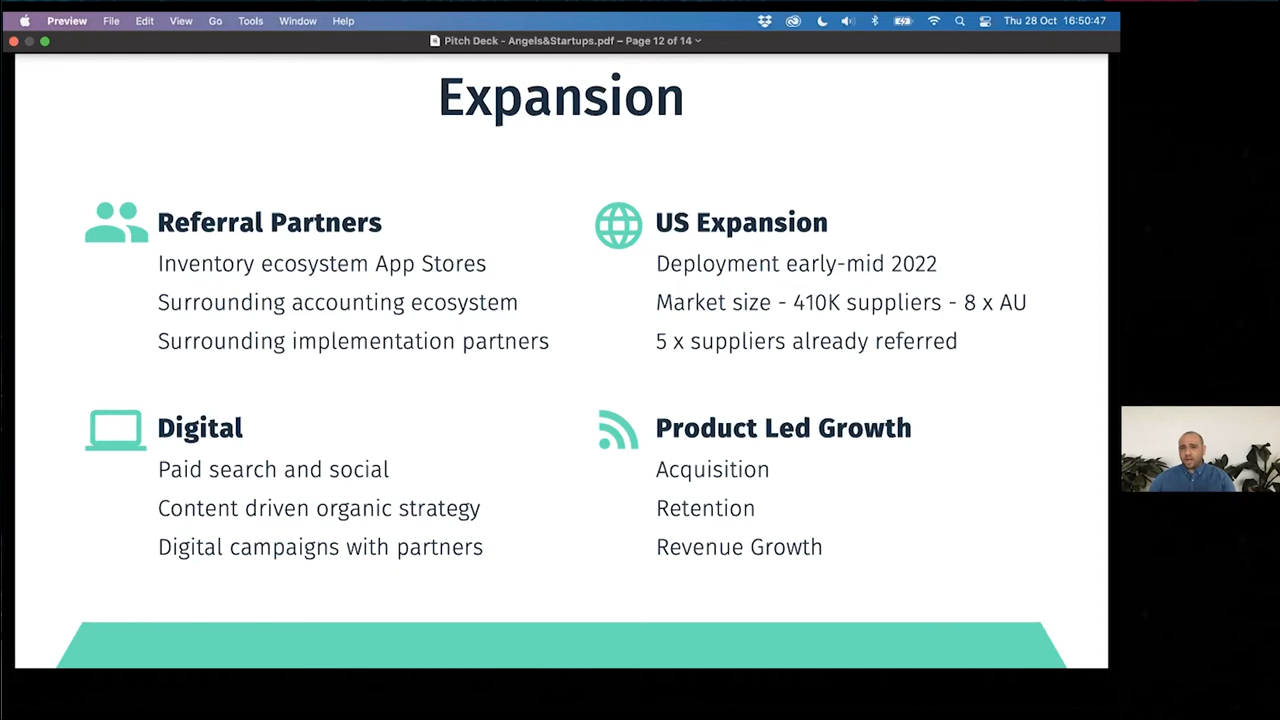 Preview File Edit View Go Tools Window Help Thu 28 Oct 16:50:47
Pitch Deck - Angels&Startups.pdf – Page 12 of 14
Expansion
Referral Partners
Inventory ecosystem App Stores
Surrounding accounting ecosystem
Surrounding implementation partners
US Expansion
Deployment early-mid 2022
Market size - 410K suppliers - 8 x AU
5 x suppliers already referred
Digital
Paid search and social
Content driven organic strategy
Digital campaigns with partners
Product Led Growth
Acquisition
Retention
Revenue Growth